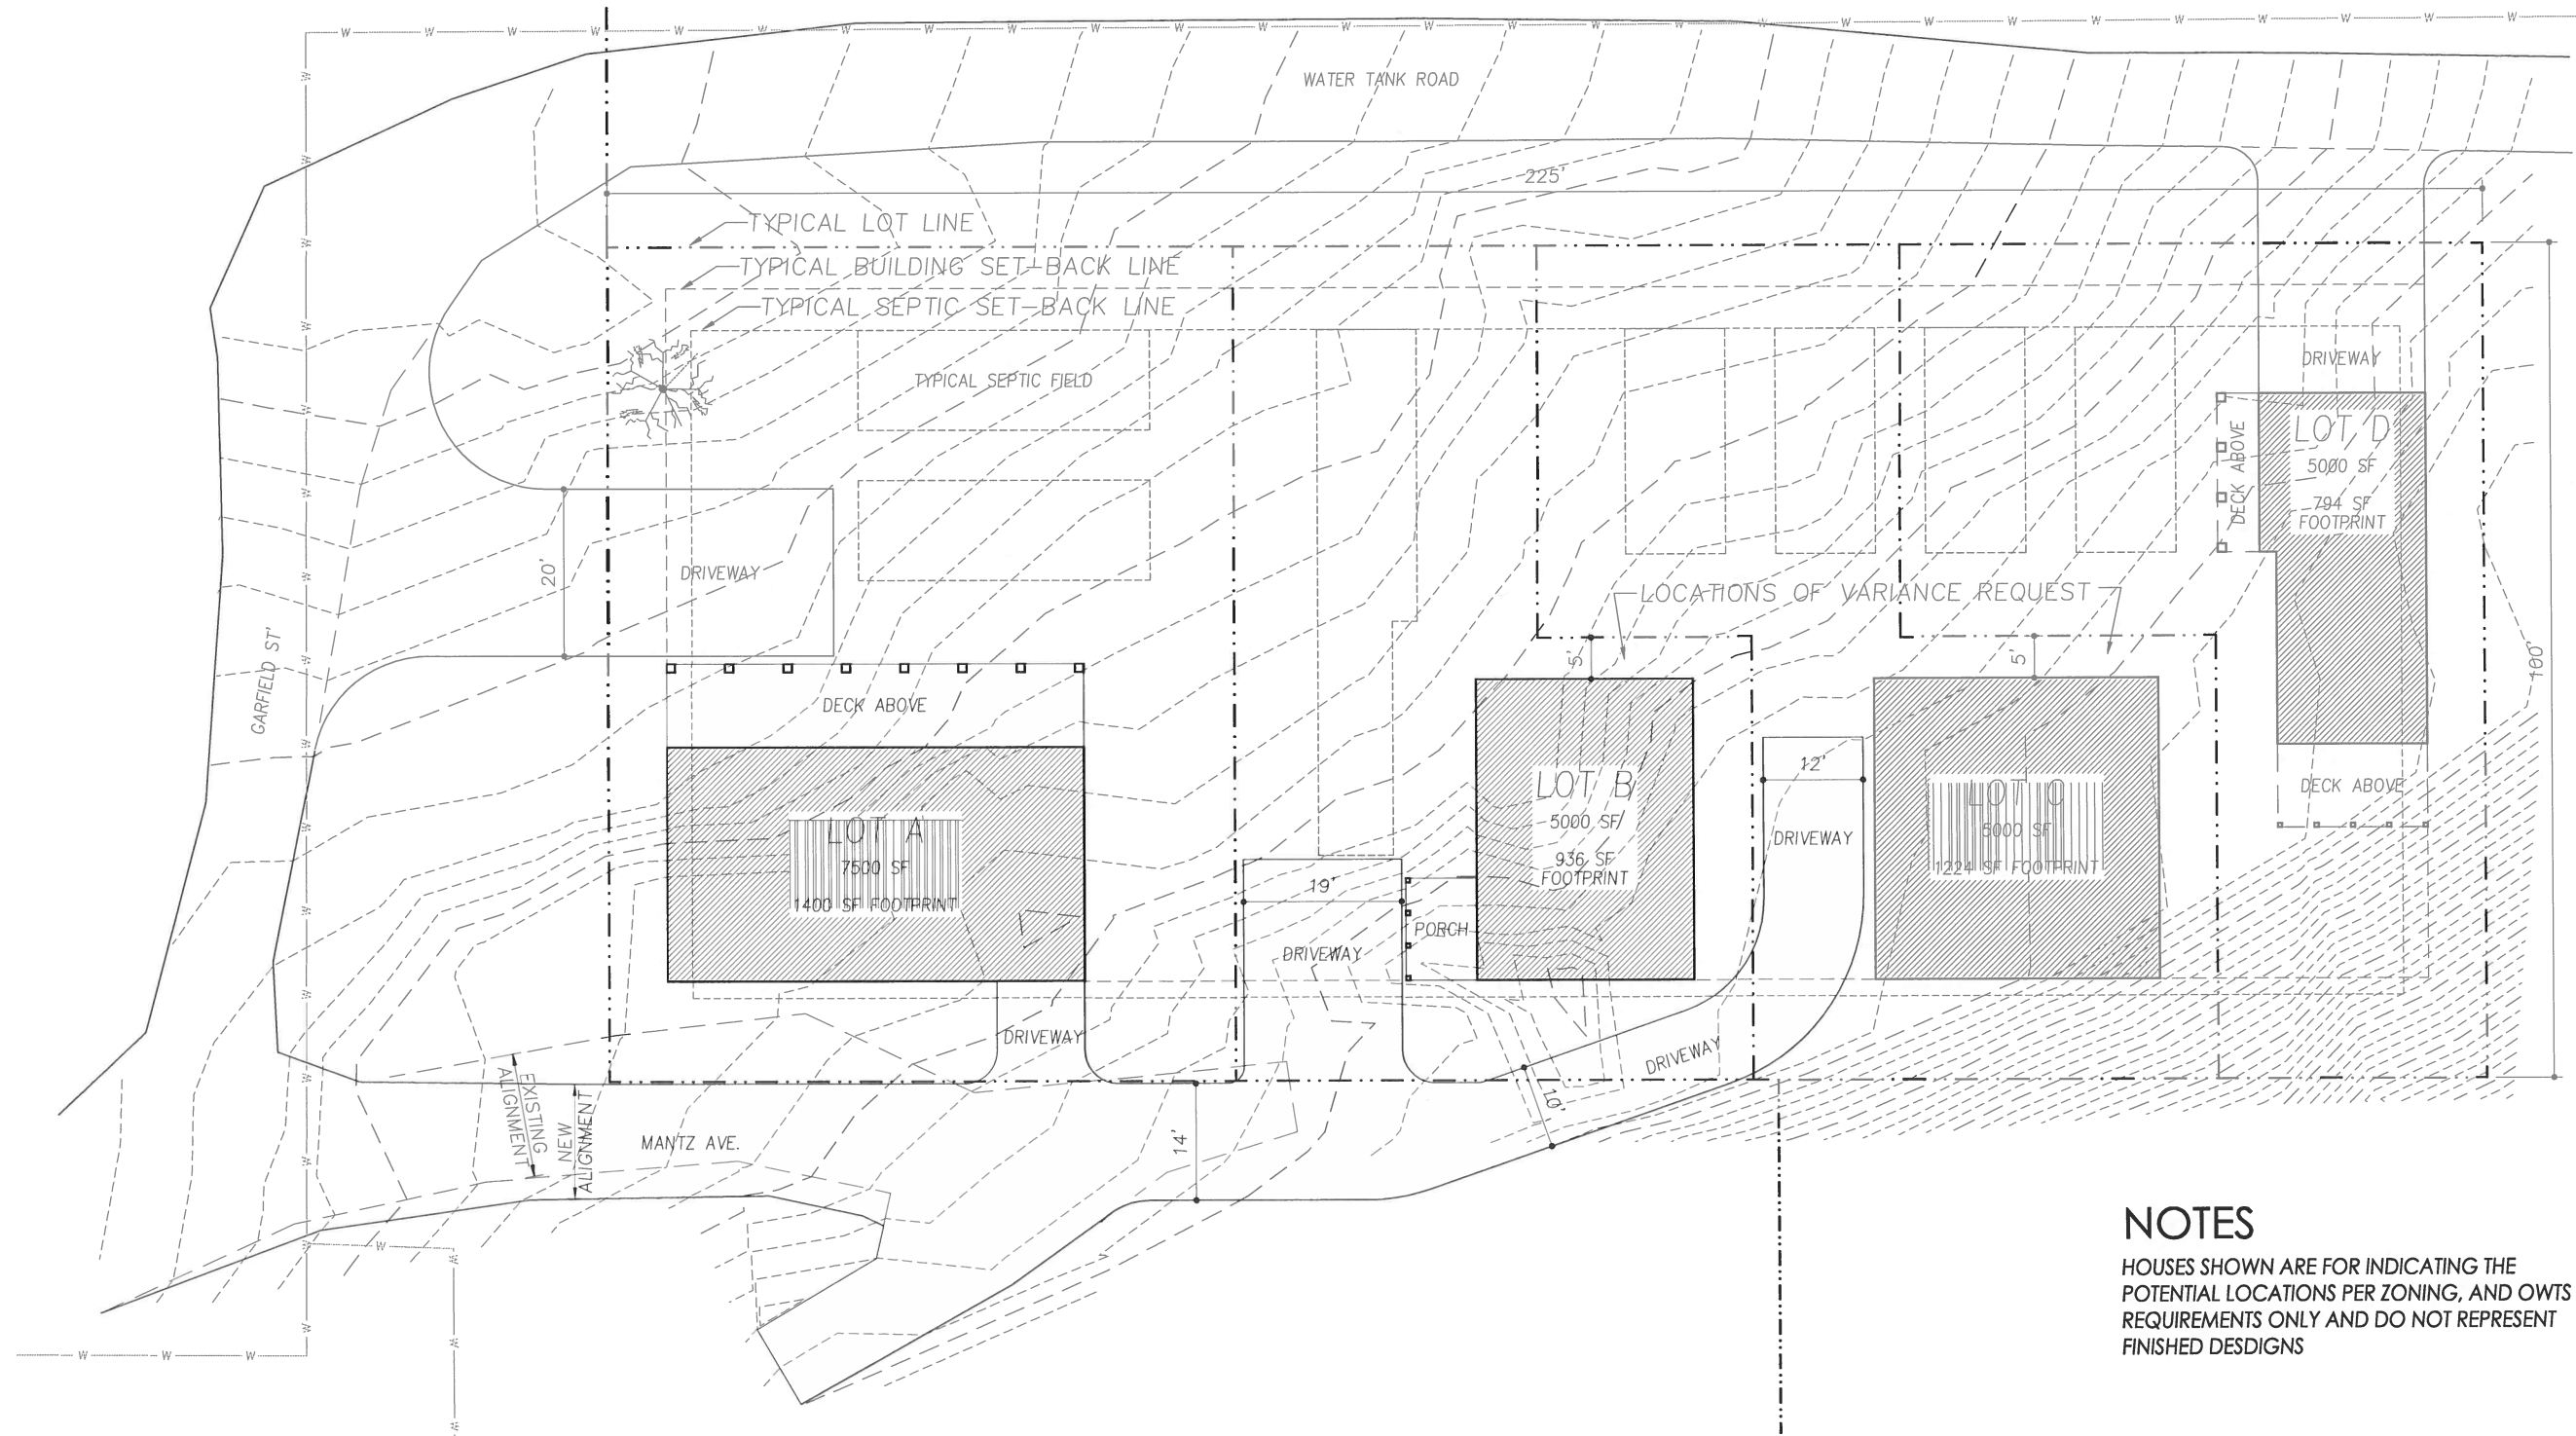 WATER TANK ROAD
225'
TYPICAL LOT LINE
TYPICAL BUILDING SET-BACK LINE
TYPICAL SEPTIC SET-BACK LINE
TYPICAL SEPTIC FIELD
DRIVEWAY
LOT D
5000 SF
794 SF
FOOTPRINT
DECK ABOVE
20'
DRIVEWAY
LOCATIONS OF VARIANCE REQUEST
GARFIELD ST'
5'
5'
100'
DECK ABOVE
12'
DECK ABOVE
LOT A
7500 SF
1400 SF FOOTPRINT
LOT B
5000 SF
936 SF
FOOTPRINT
DRIVEWAY
LOT C
5000 SF
1224 SF FOOTPRINT
19'
PORCH
DRIVEWAY
DRIVEWAY
DRIVEWAY
10'
EXISTING
ALIGNMENT
NEW
ALIGNMENT
MANTZ AVE.
14'
W
NOTES
HOUSES SHOWN ARE FOR INDICATING THE
POTENTIAL LOCATIONS PER ZONING, AND OWTS
REQUIREMENTS ONLY AND DO NOT REPRESENT
FINISHED DESDIGNS